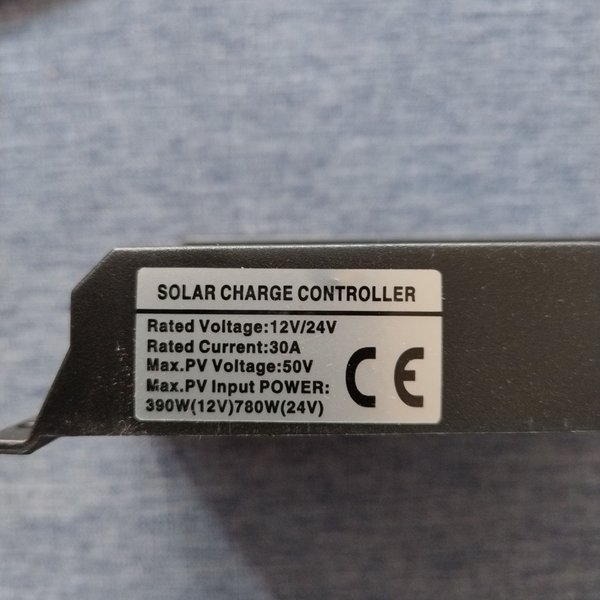 SOLAR CHARGE CONTROLLER
Rated Voltage:12V/24V
Rated Current:30A
Max.PV Voltage:50V
Max.PV Input POWER:
390W(12V)780W(24V)
CE